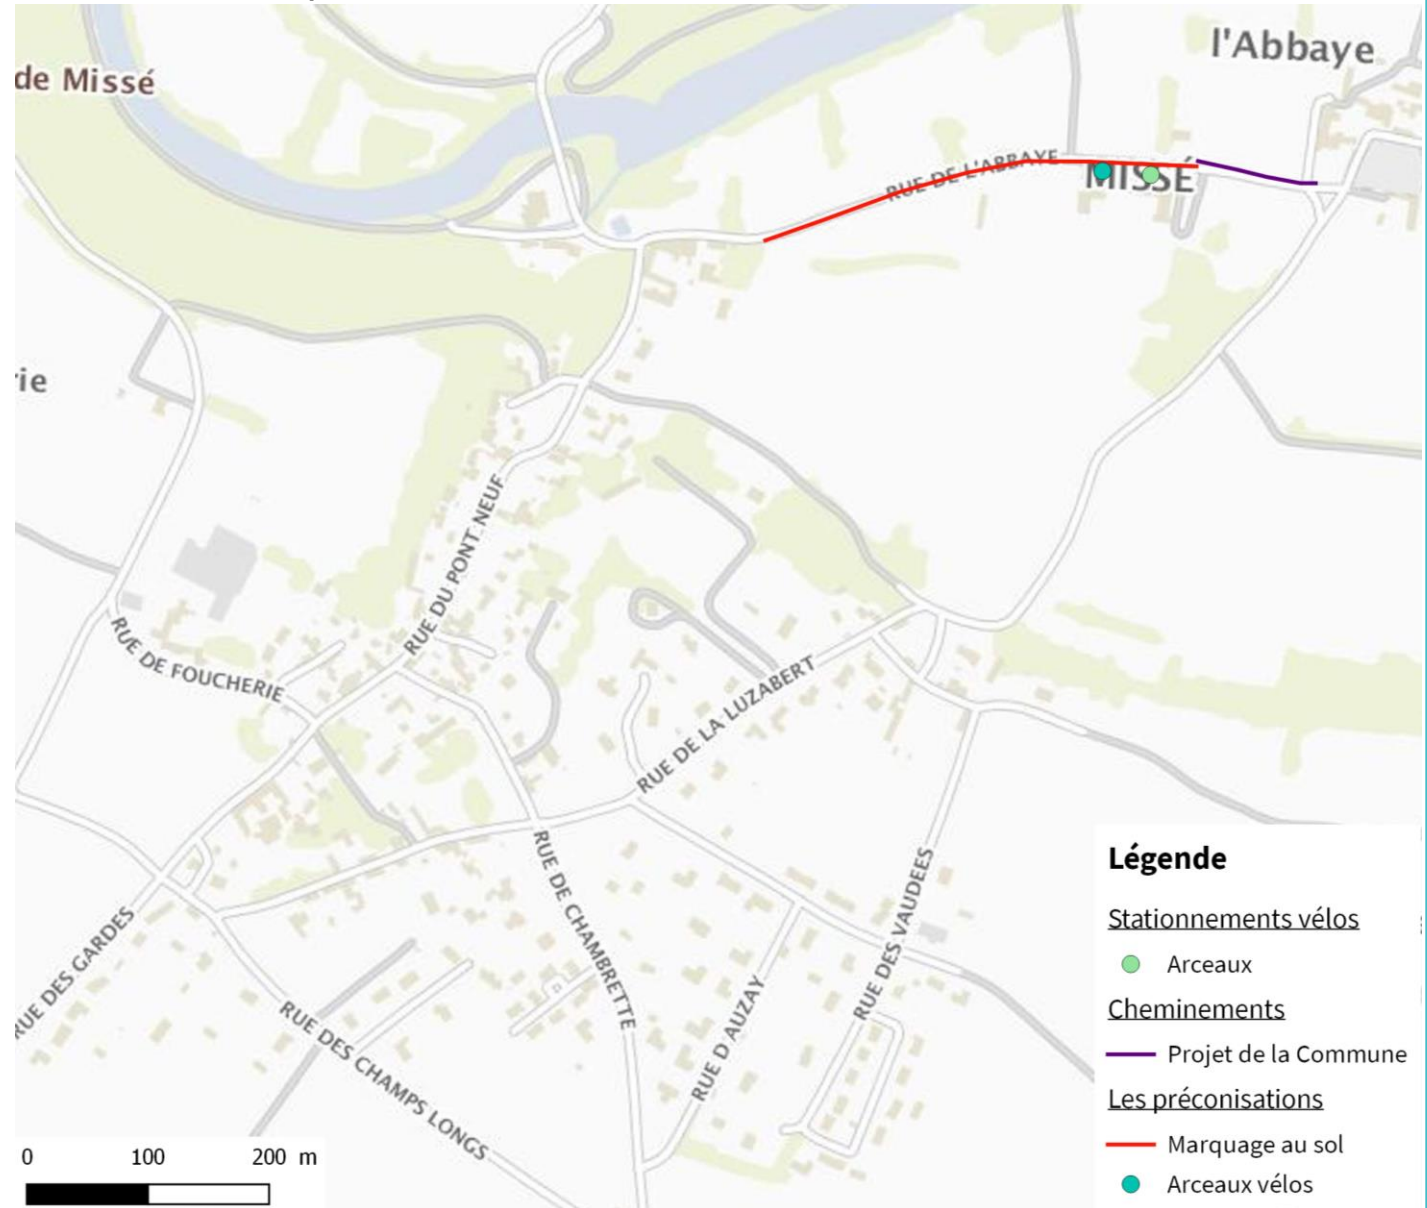 l'Abbaye
de Missé
RUE DE L'ABBAYE
MISSÉ
RUE DU PONT NEUF
RUE DE FOUCHERIE
RUE DE LA LUZABERT
RUE DE CHAMBRETTE
RUE DES VAUDEES
RUE DES GARDES
RUE D AUZAY
RUE DES CHAMPS LONGS
Légende
Stationnements vélos
Arceaux
Cheminements
Projet de la Commune
Les préconisations
Marquage au sol
Arceaux vélos
0 100 200 m